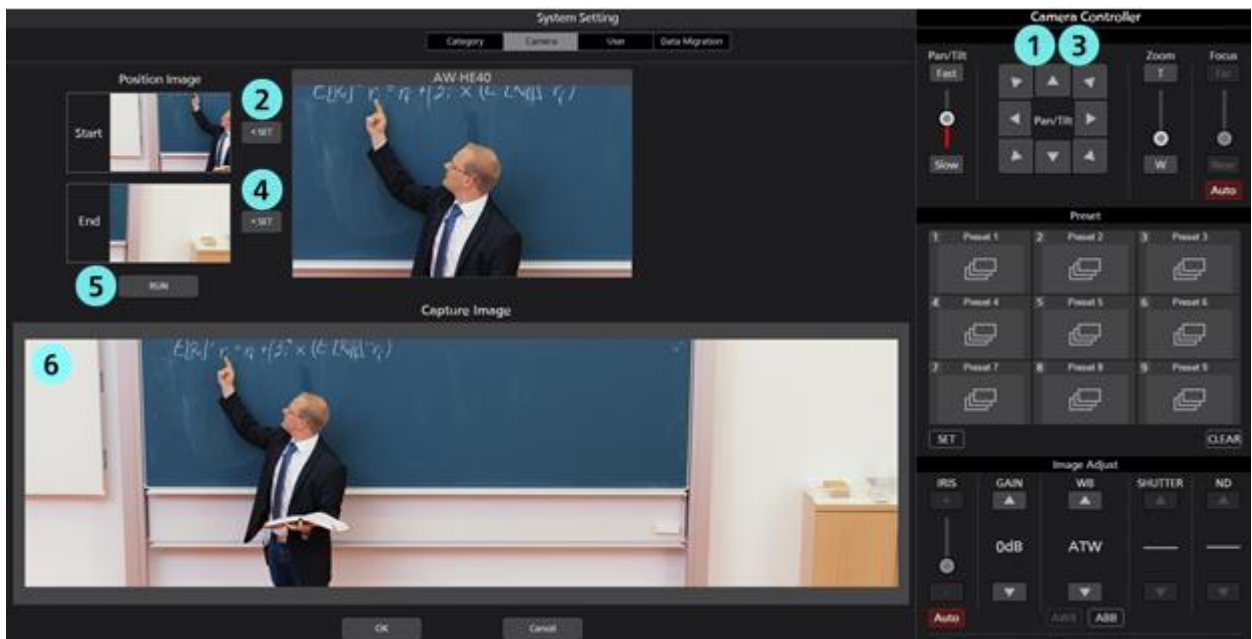 System Setting
Camera Controller
Category Camera User Data Migration
1 3
Pan/Tilt Zoom Focus
Position Image
AW-HE40
Fast T Far
2
Start < SET
Pan/Tilt
4
Slow W
End < SET
Auto
Preset
5 RUN
1 Preset 1 2 Preset 2 3 Preset 3
Capture Image
4 Preset 4 5 Preset 5 6 Preset 6
6
7 Preset 7 8 Preset 8 9 Preset 9
SET CLEAR
Image Adjust
IRIS GAIN WB SHUTTER ND
0dB ATW
OK Cancel
Auto AWB ABB